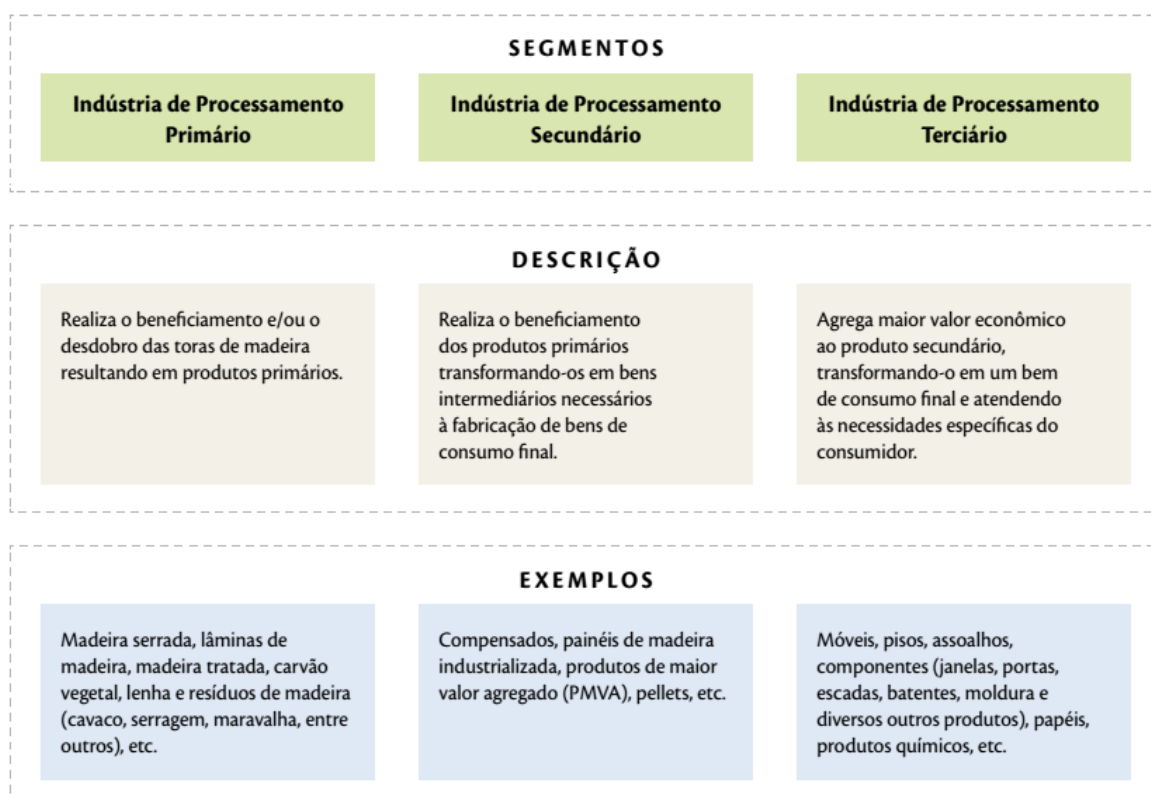 SEGMENTOS
Indústria de Processamento
Primário
Indústria de Processamento
Secundário
Indústria de Processamento
Terciário
DESCRIÇÃO
Realiza o beneficiamento e/ou o
desdobro das toras de madeira
resultando em produtos primários.
Realiza o beneficiamento
dos produtos primários
transformando-os em bens
intermediários necessários
à fabricação de bens de
consumo final.
Agrega maior valor econômico
ao produto secundário,
transformando-o em um bem
de consumo final e atendendo
às necessidades específicas do
consumidor.
EXEMPLOS
Madeira serrada, lâminas de
madeira, madeira tratada, carvão
vegetal, lenha e resíduos de madeira
(cavaco, serragem, maravalha, entre
outros), etc.
Compensados, painéis de madeira
industrializada, produtos de maior
valor agregado (PMVA), pellets, etc.
Móveis, pisos, assoalhos,
componentes (janelas, portas,
escadas, batentes, moldura e
diversos outros produtos), papéis,
produtos químicos, etc.